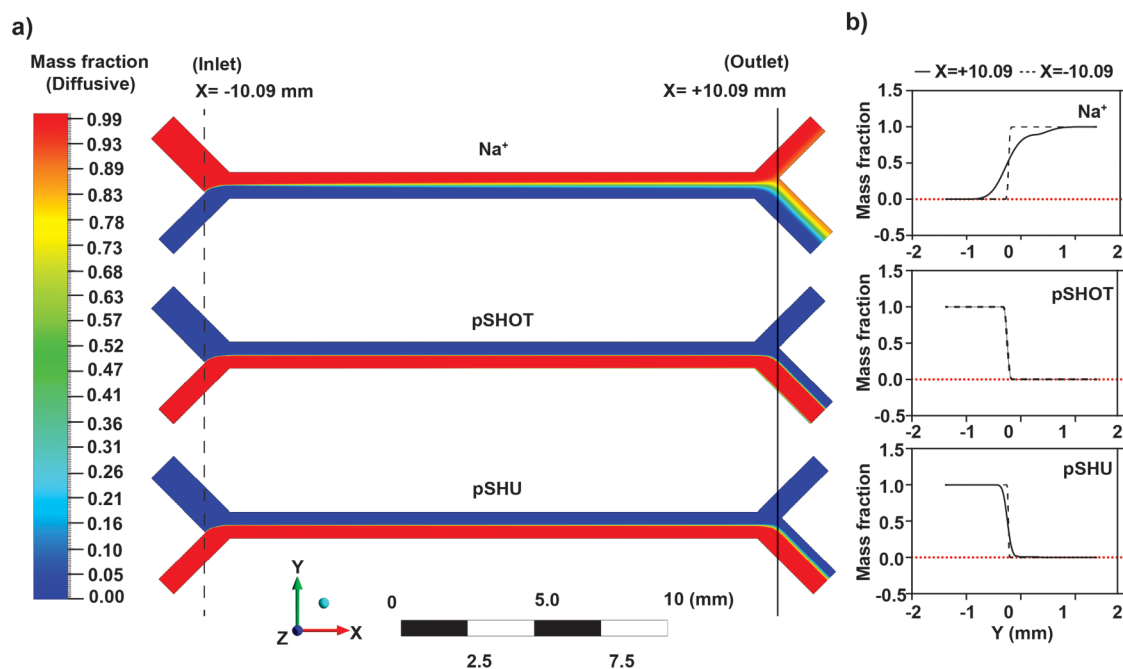 a)
Mass fraction
(Diffusive)
0.99
0.93
0.89
0.83
0.78
0.73
0.68
0.63
0.57
0.52
0.47
0.41
0.36
0.31
0.26
0.21
0.16
0.10
0.05
0.00
(Inlet)
X= -10.09 mm
(Outlet)
X= +10.09 mm
Na⁺
pSHOT
pSHU
Y
Z
X
0 5.0 10 (mm)
2.5 7.5
b)
X=+10.09 X=-10.09
Mass fraction
1.5
1.0
0.5
0.0
-0.5
Na⁺
-2 -1 0 1 2
Mass fraction
1.5
1.0
0.5
0.0
-0.5
pSHOT
-2 -1 0 1 2
Mass fraction
1.5
1.0
0.5
0.0
-0.5
pSHU
-2 -1 0 1 2
Y (mm)